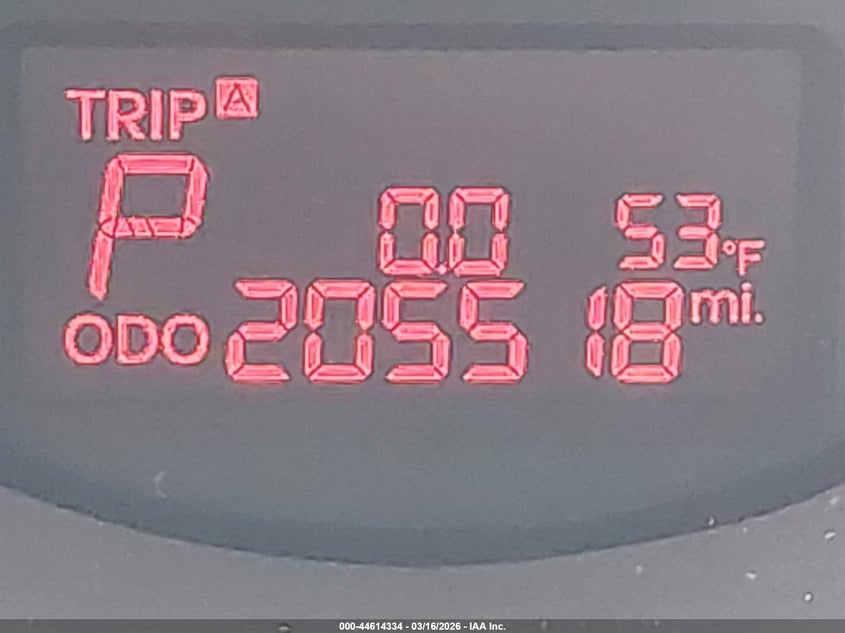 TRIP A
P 0.0 53°F
ODO 205518 mi.
000-44614334 - 03/16/2026 - IAA Inc.